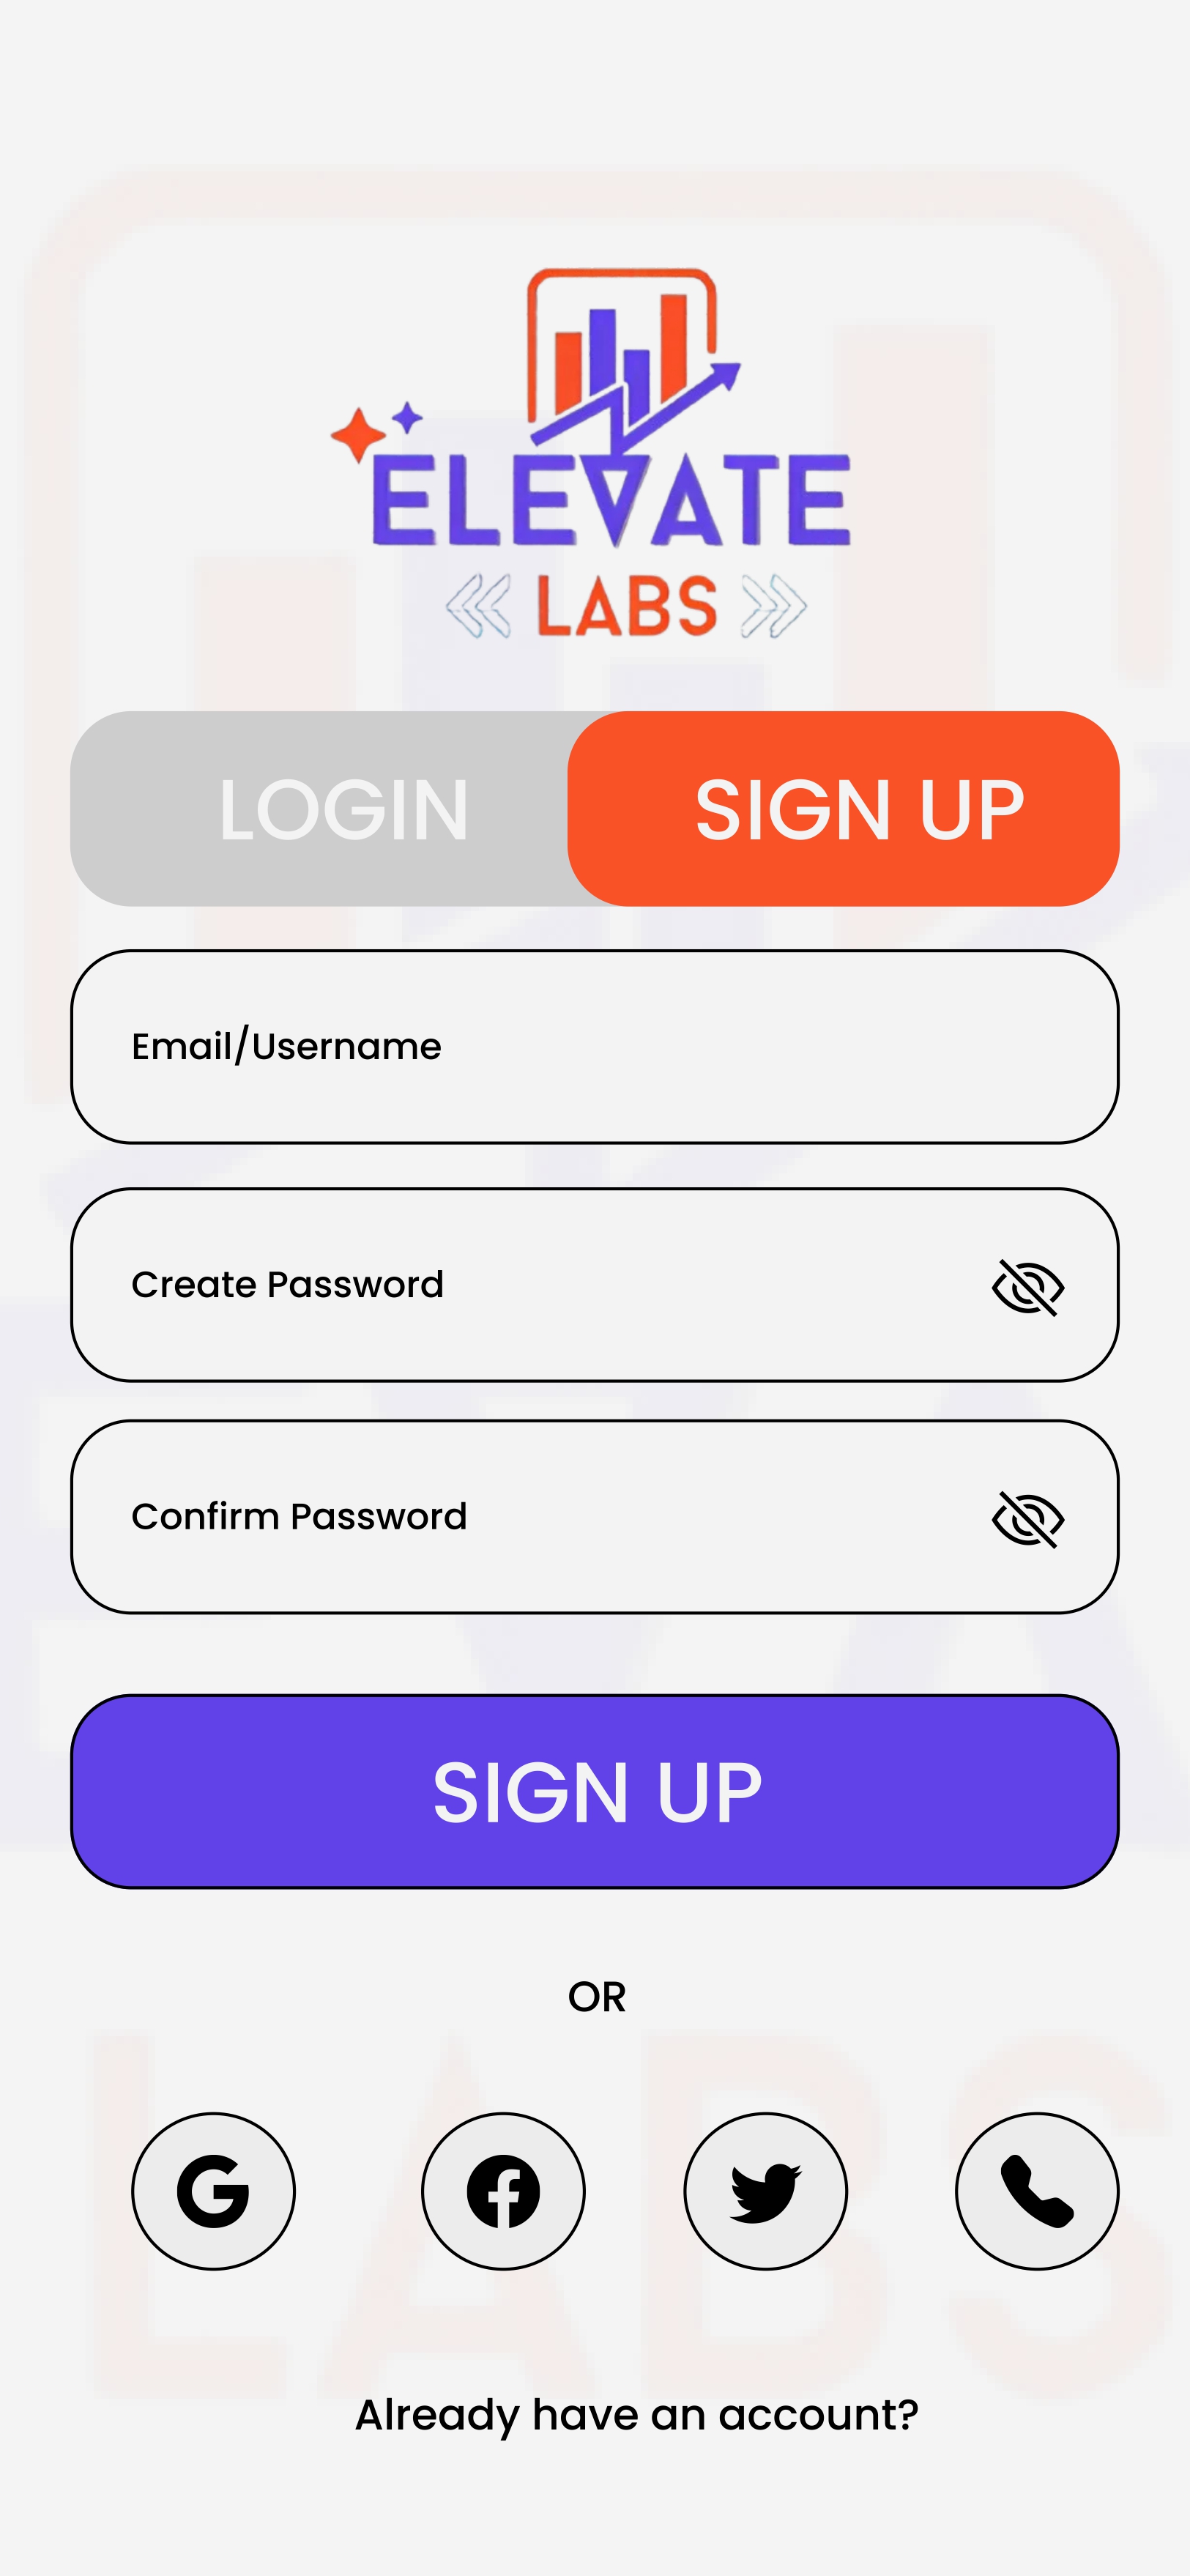 ELEVATE
LABS
LOGIN
SIGN UP
Email/Username
Create Password
Confirm Password
SIGN UP
OR
Already have an account?